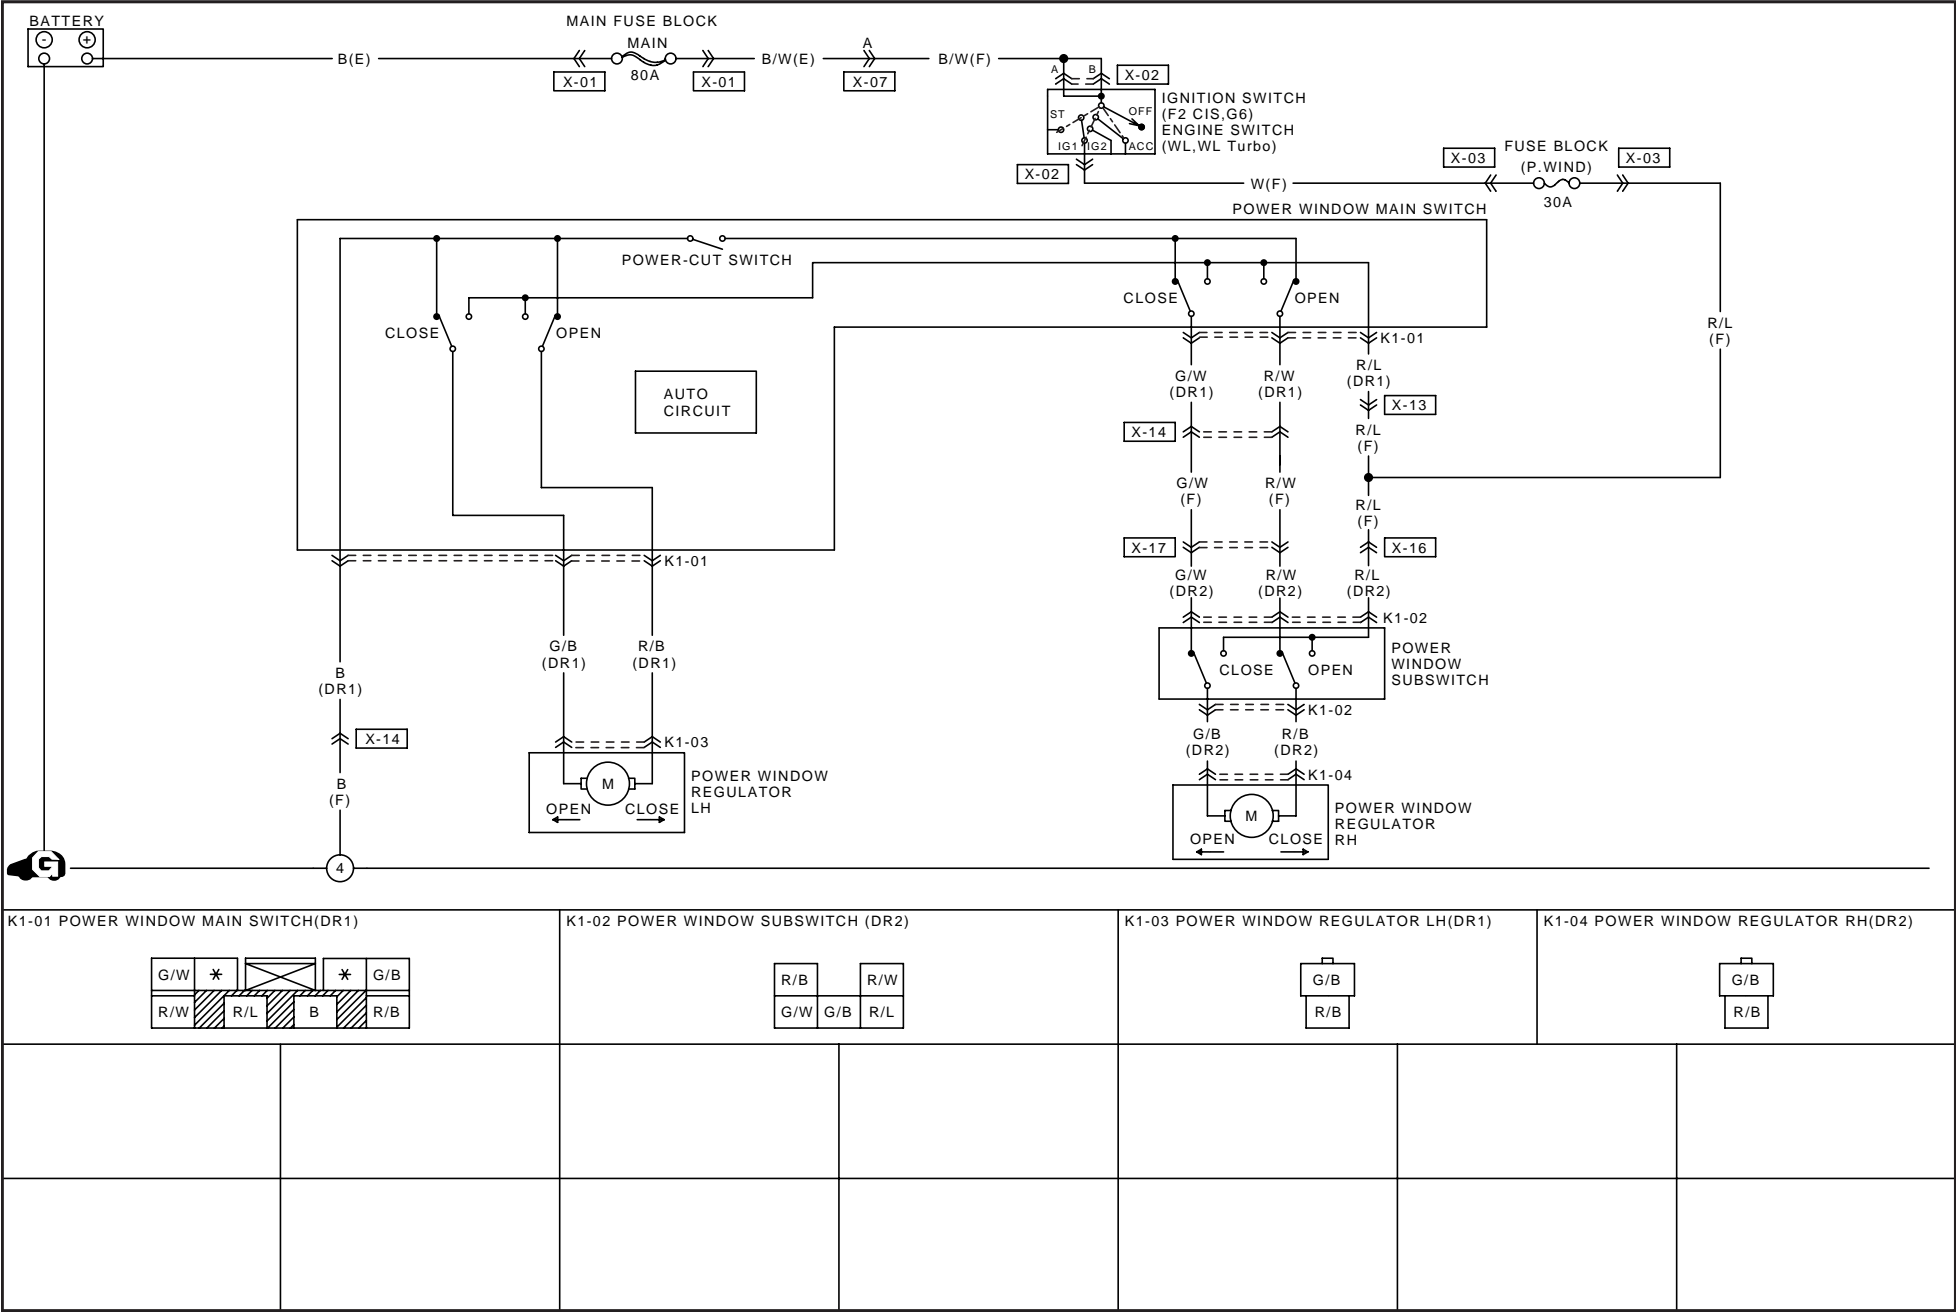 BATTERY
- +
B(E)
MAIN FUSE BLOCK
MAIN
80A
X-01
X-01
B/W(E)
A
X-07
B/W(F)
A B
X-02
ST
OFF
IG1 IG2 ACC
IGNITION SWITCH
(F2 CIS,G6)
ENGINE SWITCH
(WL,WL Turbo)
X-02
W(F)
X-03
FUSE BLOCK
(P.WIND)
30A
X-03
POWER WINDOW MAIN SWITCH
POWER-CUT SWITCH
CLOSE
OPEN
CLOSE
OPEN
AUTO
CIRCUIT
K1-01
R/L
(F)
G/W
(DR1)
R/W
(DR1)
R/L
(DR1)
X-13
X-14
R/L
(F)
G/W
(F)
R/W
(F)
R/L
(F)
X-17
X-16
G/W
(DR2)
R/W
(DR2)
R/L
(DR2)
K1-02
CLOSE
OPEN
POWER
WINDOW
SUBSWITCH
K1-02
G/B
(DR2)
R/B
(DR2)
K1-04
M
OPEN
CLOSE
POWER WINDOW
REGULATOR
RH
K1-01
G/B
(DR1)
R/B
(DR1)
B
(DR1)
X-14
B
(F)
K1-03
M
OPEN
CLOSE
POWER WINDOW
REGULATOR
LH
G
4
K1-01 POWER WINDOW MAIN SWITCH(DR1)
G/W * * G/B
R/W R/L B R/B
K1-02 POWER WINDOW SUBSWITCH (DR2)
R/B R/W
G/W G/B R/L
K1-03 POWER WINDOW REGULATOR LH(DR1)
G/B
R/B
K1-04 POWER WINDOW REGULATOR RH(DR2)
G/B
R/B